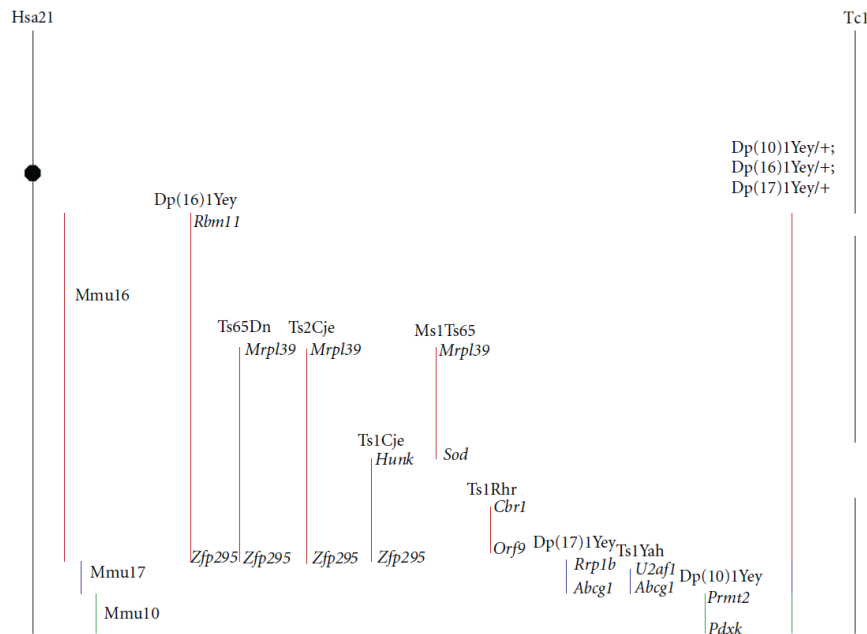 Hsa21
Tc1
Dp(10)1Yey/+;
Dp(16)1Yey/+;
Dp(17)1Yey/+
Dp(16)1Yey
Rbm11
Mmu16
Ts65Dn
Mrpl39
Ts2Cje
Mrpl39
Ms1Ts65
Mrpl39
Ts1Cje
Hunk
Sod
Ts1Rhr
Cbr1
Orf9
Zfp295
Zfp295
Zfp295
Zfp295
Dp(17)1Yey
Rrp1b
Abcg1
Ts1Yah
U2af1
Abcg1
Mmu17
Dp(10)1Yey
Prmt2
Pdxk
Mmu10